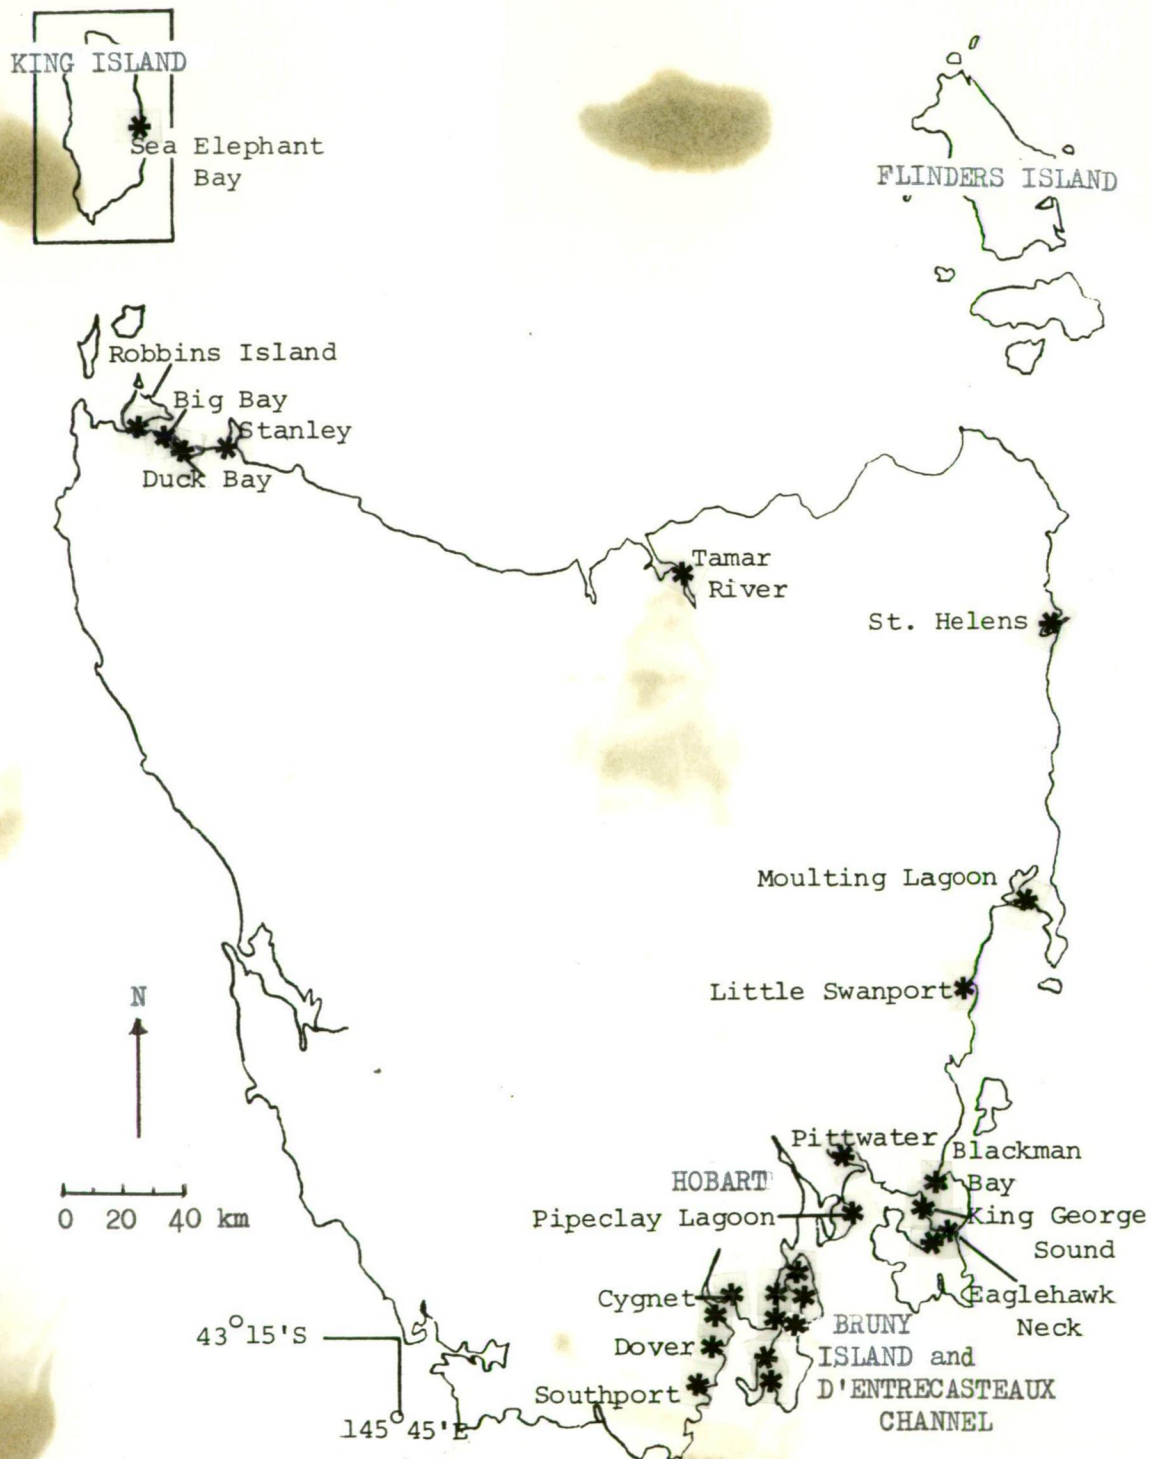 KING ISLAND
Sea Elephant
Bay
FLINDERS ISLAND
Robbins Island
Big Bay
Stanley
Duck Bay
Tamar
River
St. Helens
Moulting Lagoon
Little Swanport
N
Pittwater
Blackman
Bay
HOBART
Pipeclay Lagoon
King George
Sound
0 20 40 km
Cygnet
Eaglehawk
Neck
43°15'S
Dover
BRUNY
ISLAND and
D'ENTRECASTEAUX
CHANNEL
Southport
145°45'E